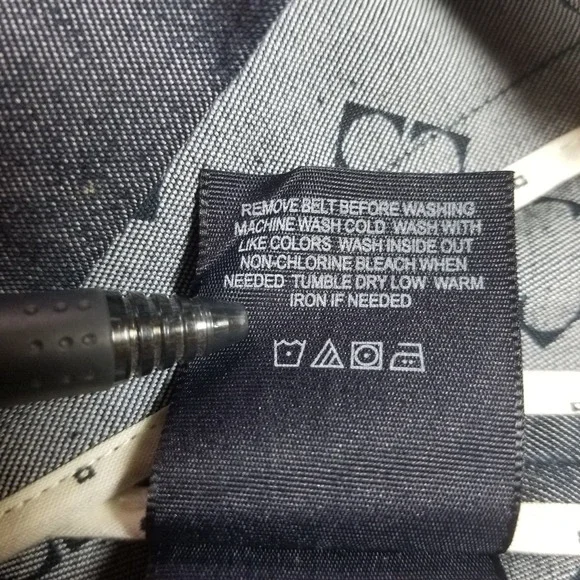 REMOVE BELT BEFORE WASHING
MACHINE WASH COLD WASH WITH
LIKE COLORS WASH INSIDE OUT
NON-CHLORINE BLEACH WHEN
NEEDED TUMBLE DRY LOW WARM
IRON IF NEEDED